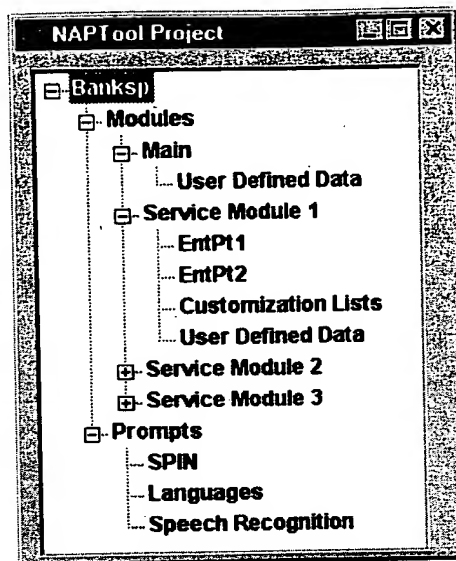 NAPTool Project
Banksp
Modules
Main
User Defined Data
Service Module 1
EntPt1
EntPt2
Customization Lists
User Defined Data
Service Module 2
Service Module 3
Prompts
SPIN
Languages
Speech Recognition